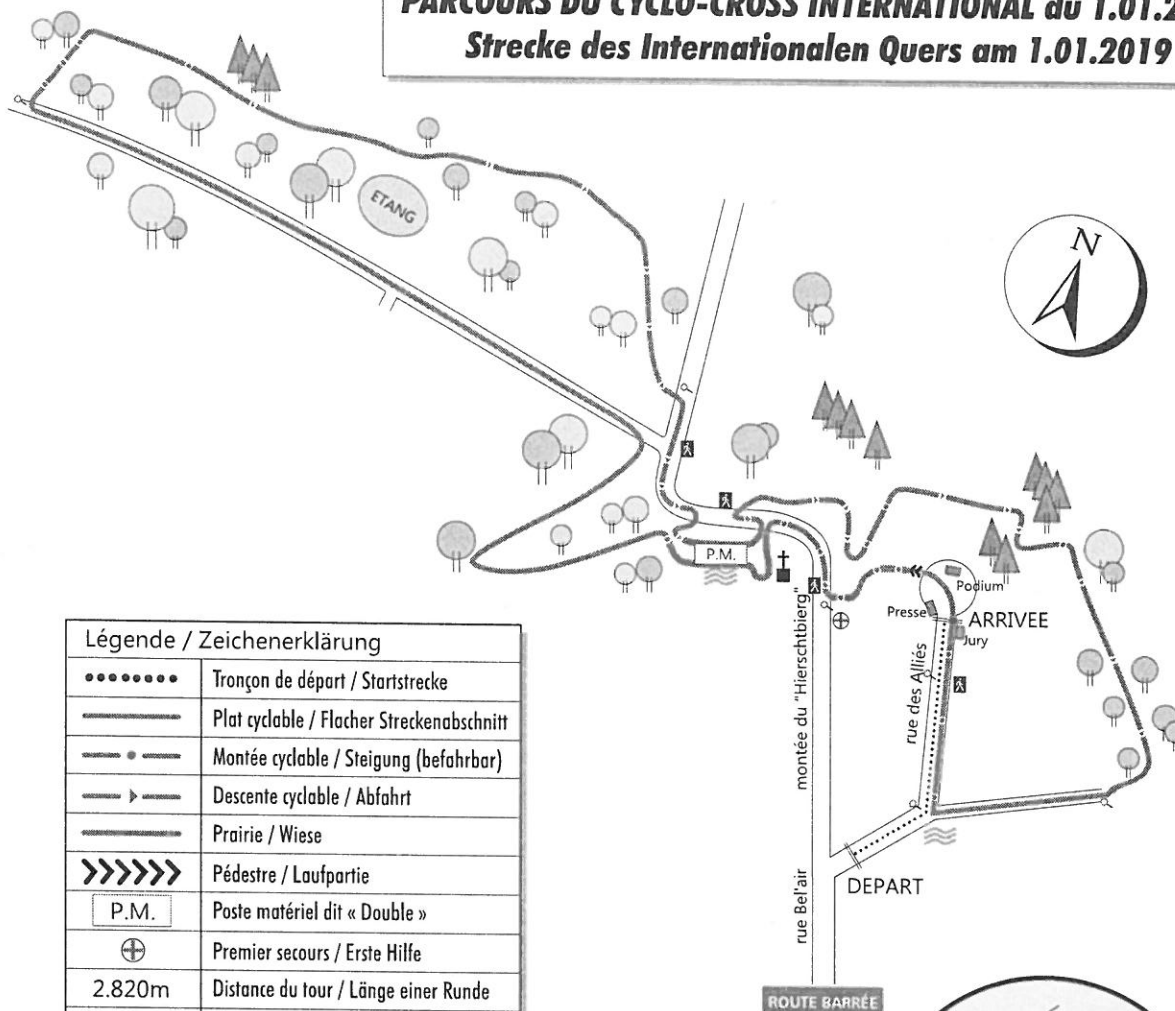 PARCOURS DU CYCLO-CROSS INTERNATIONAL du 1.01.2
Strecke des Internationalen Quers am 1.01.2019
ETANG
N
P.M.
Podium
Presse
ARRIVEE
Jury
rue des Alliés
montée du "Hierschtbierg"
DEPART
rue Bel'air
ROUTE BARRÉE
Légende / Zeichenerklärung
Tronçon de départ / Startstrecke
Plat cyclable / Flacher Streckenabschnitt
Montée cyclable / Steigung (befahrbar)
Descente cyclable / Abfahrt
Prairie / Wiese
Pédestre / Laufpartie
P.M. Poste matériel dit « Double »
Premier secours / Erste Hilfe
2.820m Distance du tour / Länge einer Runde